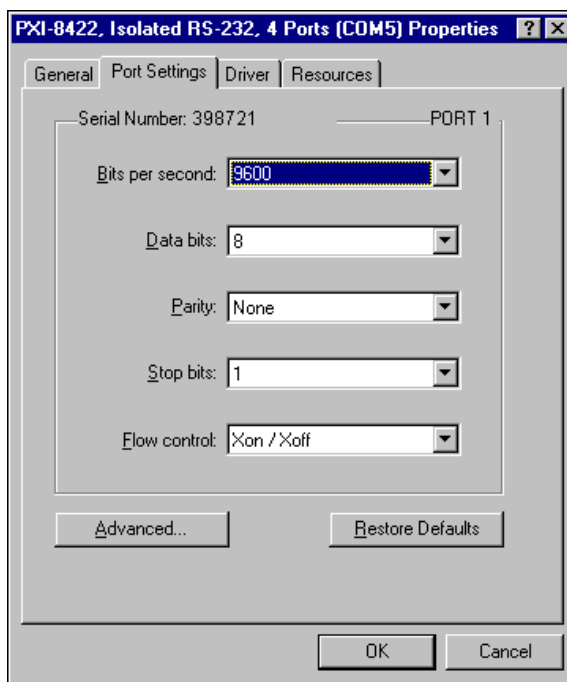 PXI-8422, Isolated RS-232, 4 Ports (COM5) Properties ? X
General Port Settings Driver Resources
Serial Number: 398721 PORT 1
Bits per second: 9600
Data bits: 8
Parity: None
Stop bits: 1
Flow control: Xon / Xoff
Advanced... Restore Defaults
OK Cancel